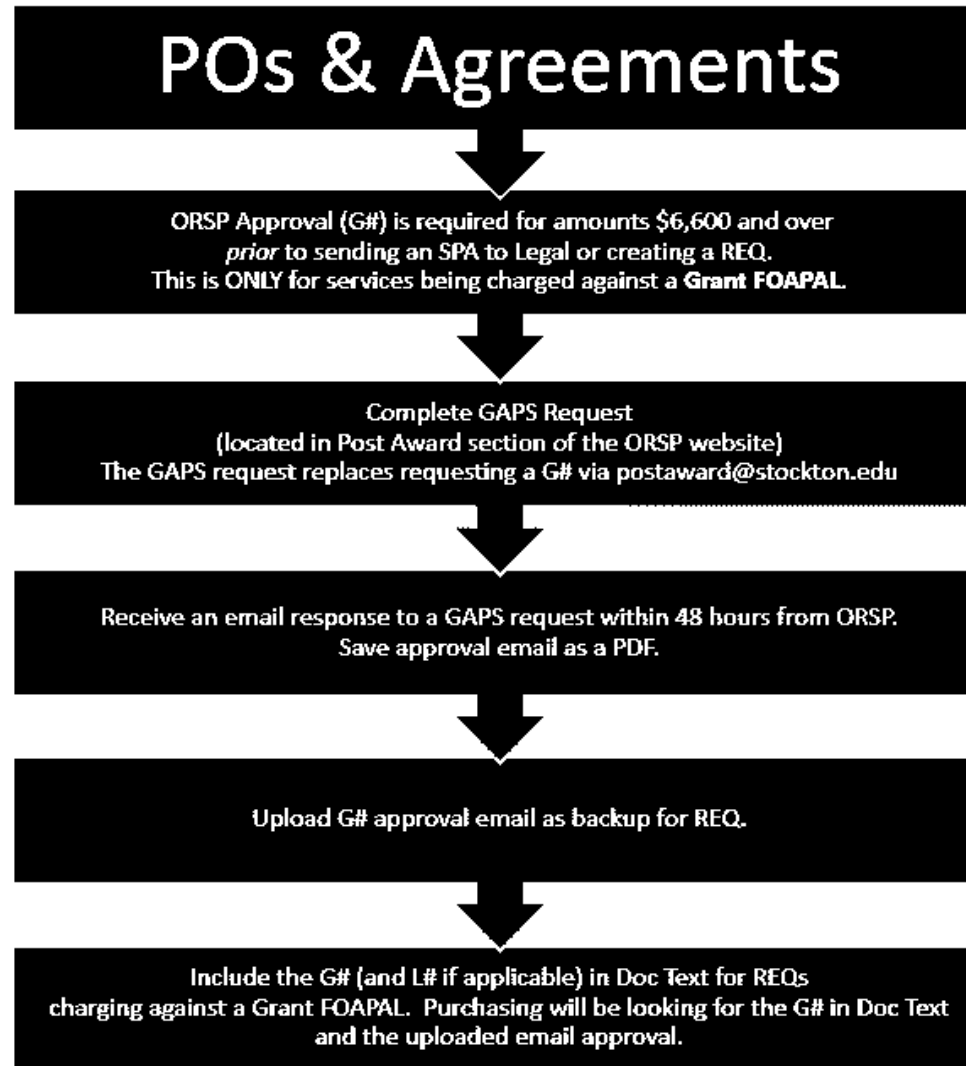 POs & Agreements
ORSP Approval (G#) is required for amounts $6,600 and over
prior to sending an SPA to Legal or creating a REQ.
This is ONLY for services being charged against a Grant FOAPAL.
Complete GAPS Request
(located in Post Award section of the ORSP website)
The GAPS request replaces requesting a G# via postaward@stockton.edu
Receive an email response to a GAPS request within 48 hours from ORSP.
Save approval email as a PDF.
Upload G# approval email as backup for REQ.
Include the G# (and L# if applicable) in Doc Text for REQs
charging against a Grant FOAPAL.  Purchasing will be looking for the G# in Doc Text
and the uploaded email approval.